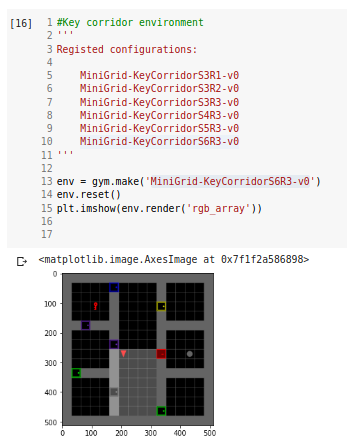 [16] 1 #Key corridor environment
2 '''
3 Registed configurations:
4
5 MiniGrid-KeyCorridorS3R1-v0
6 MiniGrid-KeyCorridorS3R2-v0
7 MiniGrid-KeyCorridorS3R3-v0
8 MiniGrid-KeyCorridorS4R3-v0
9 MiniGrid-KeyCorridorS5R3-v0
10 MiniGrid-KeyCorridorS6R3-v0
11 '''
12
13 env = gym.make('MiniGrid-KeyCorridorS6R3-v0')
14 env.reset()
15 plt.imshow(env.render('rgb_array'))
16
17
<matplotlib.image.AxesImage at 0x7f1f2a586898>
0
100
200
300
400
500
0 100 200 300 400 500